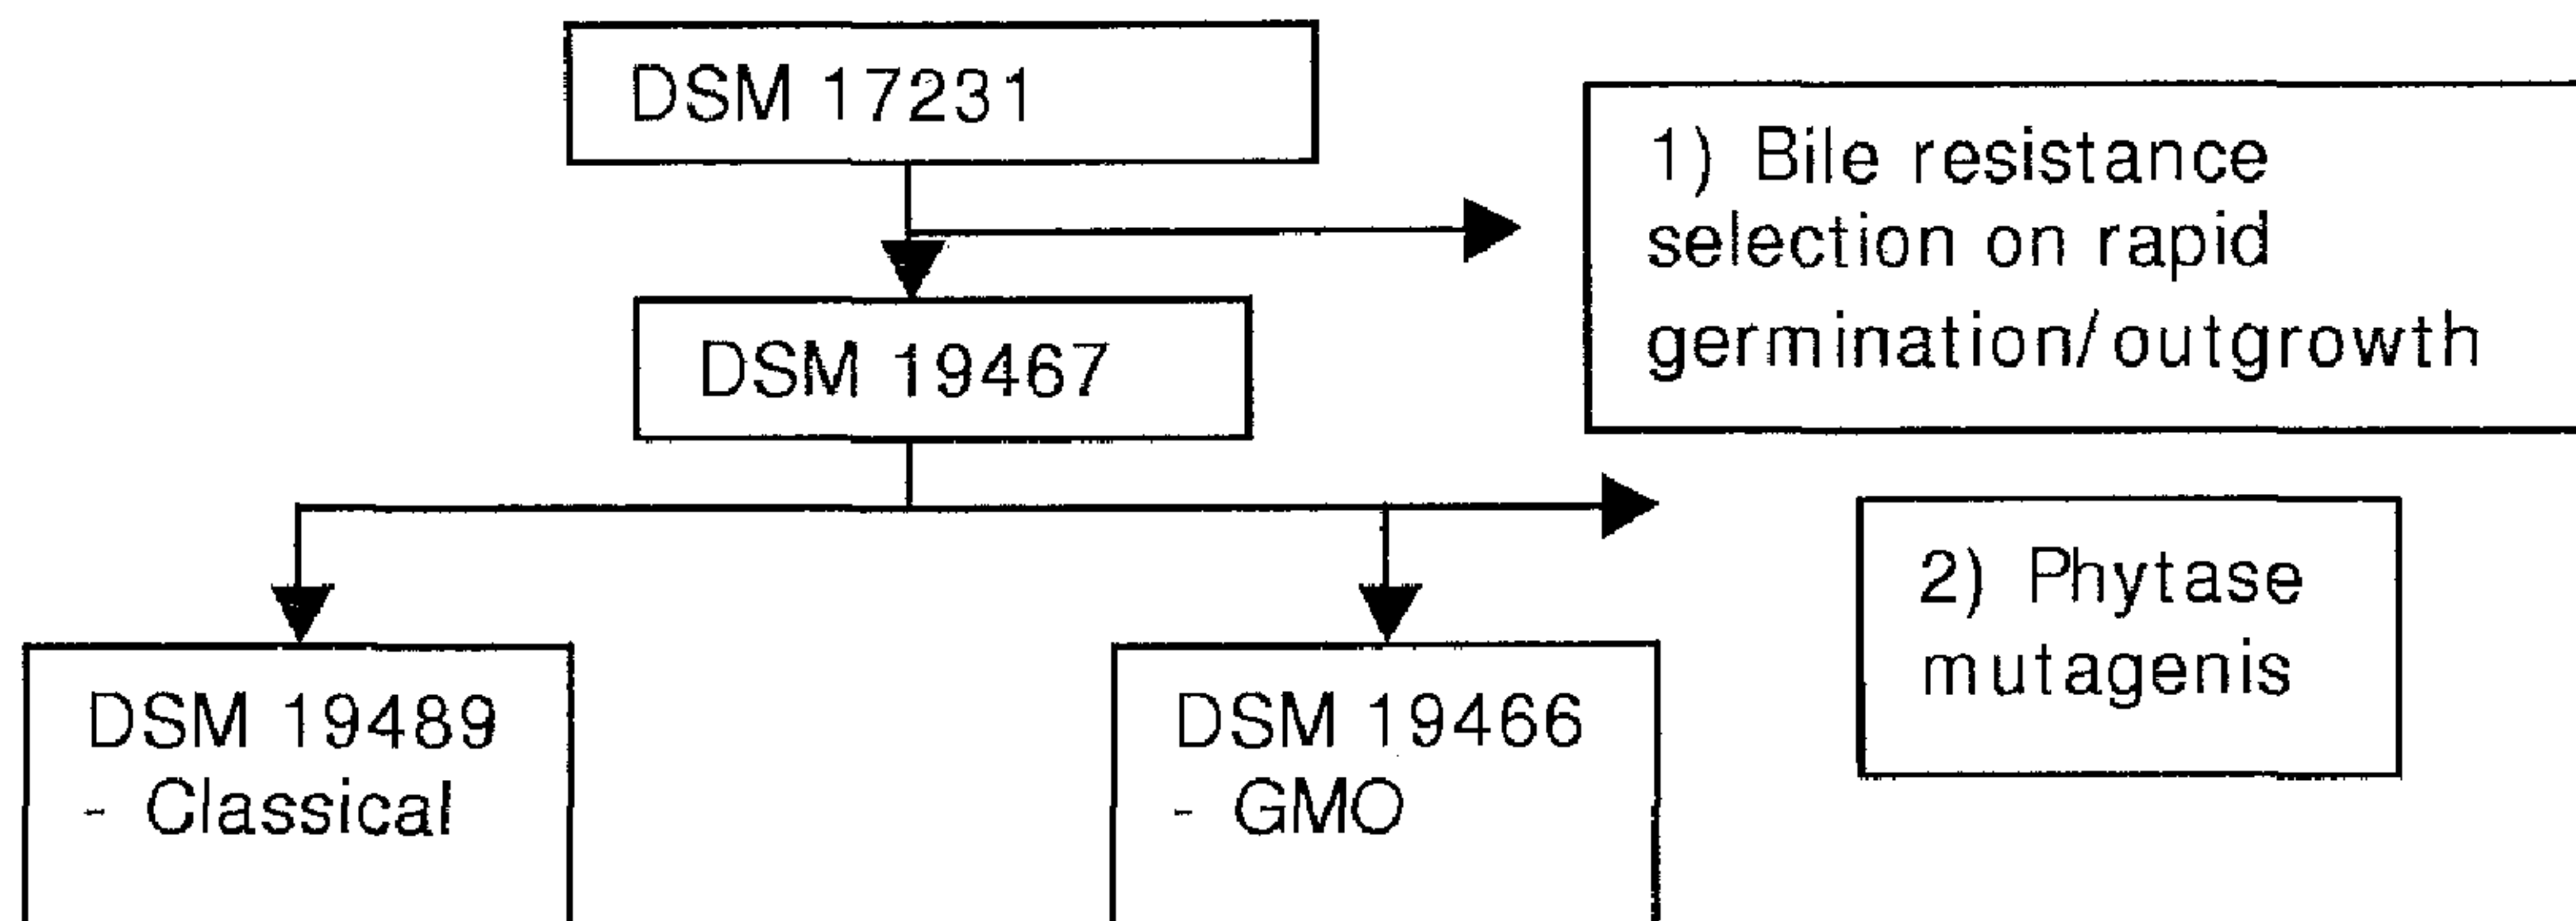 DSM 17231
1) Bile resistance
selection on rapid
germination/outgrowth
DSM 19467
2) Phytase
mutagenis
DSM 19489
- Classical
DSM 19466
- GMO